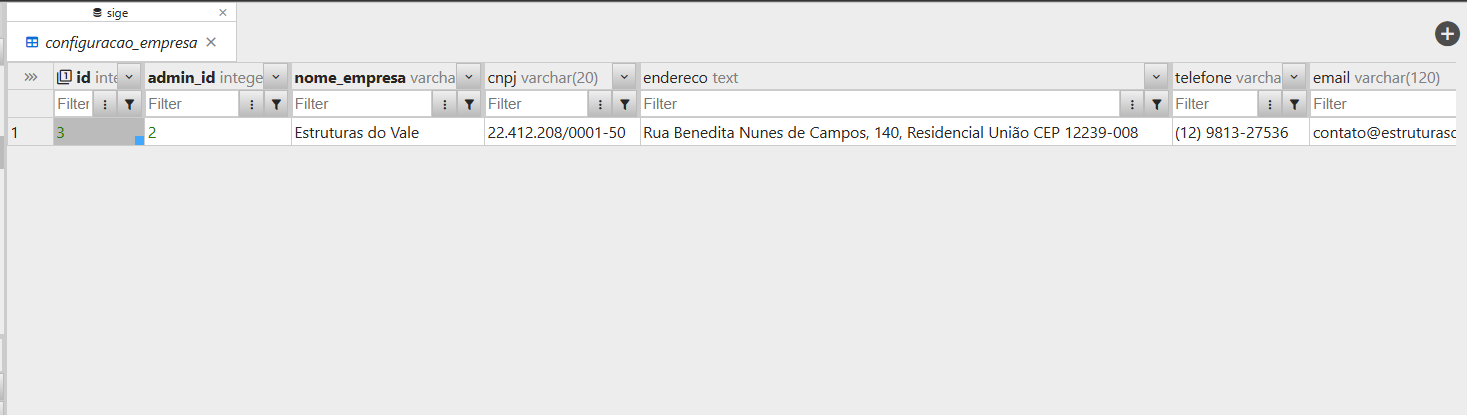 sige
configuracao_empresa
id inte admin_id intege nome_empresa varcha cnpj varchar(20) endereco text telefone varcha email varchar(120)
Filter Filter Filter Filter Filter Filter Filter
1 3 2 Estruturas do Vale 22.412.208/0001-50 Rua Benedita Nunes de Campos, 140, Residencial União CEP 12239-008 (12) 9813-27536 contato@estruturasc